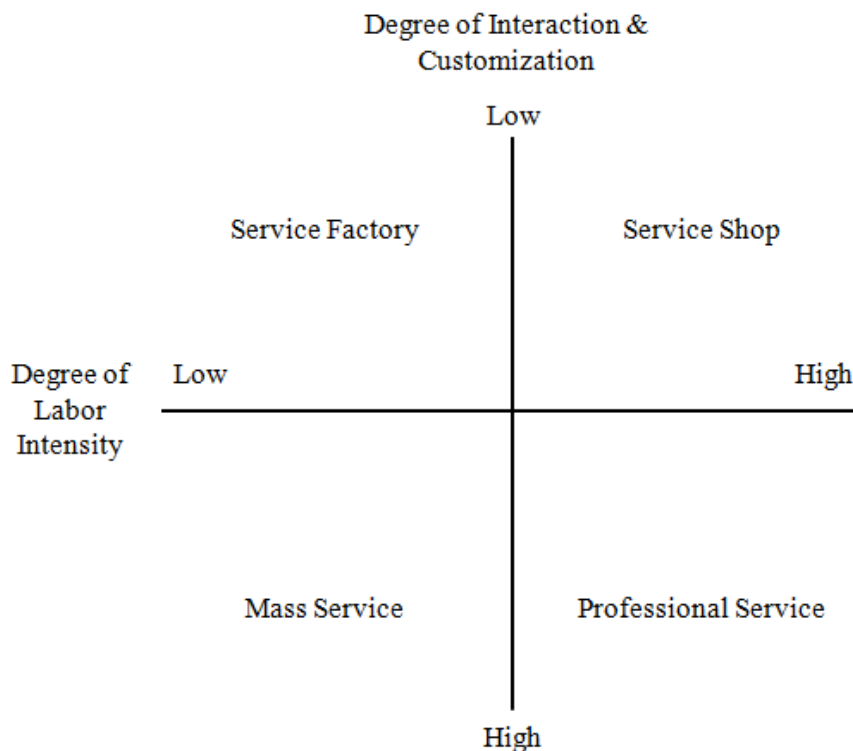 Degree of Interaction &
Customization
Low
Service Factory
Service Shop
Degree of
Labor
Intensity
Low
High
Mass Service
Professional Service
High